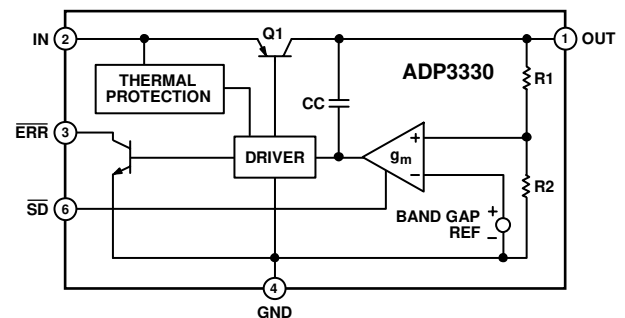 IN
2
Q1
1
OUT
THERMAL
PROTECTION
ADP3330
R1
CC
ERR
3
DRIVER
gm
+
−
R2
SD
6
BAND GAP
REF
+
−
4
GND